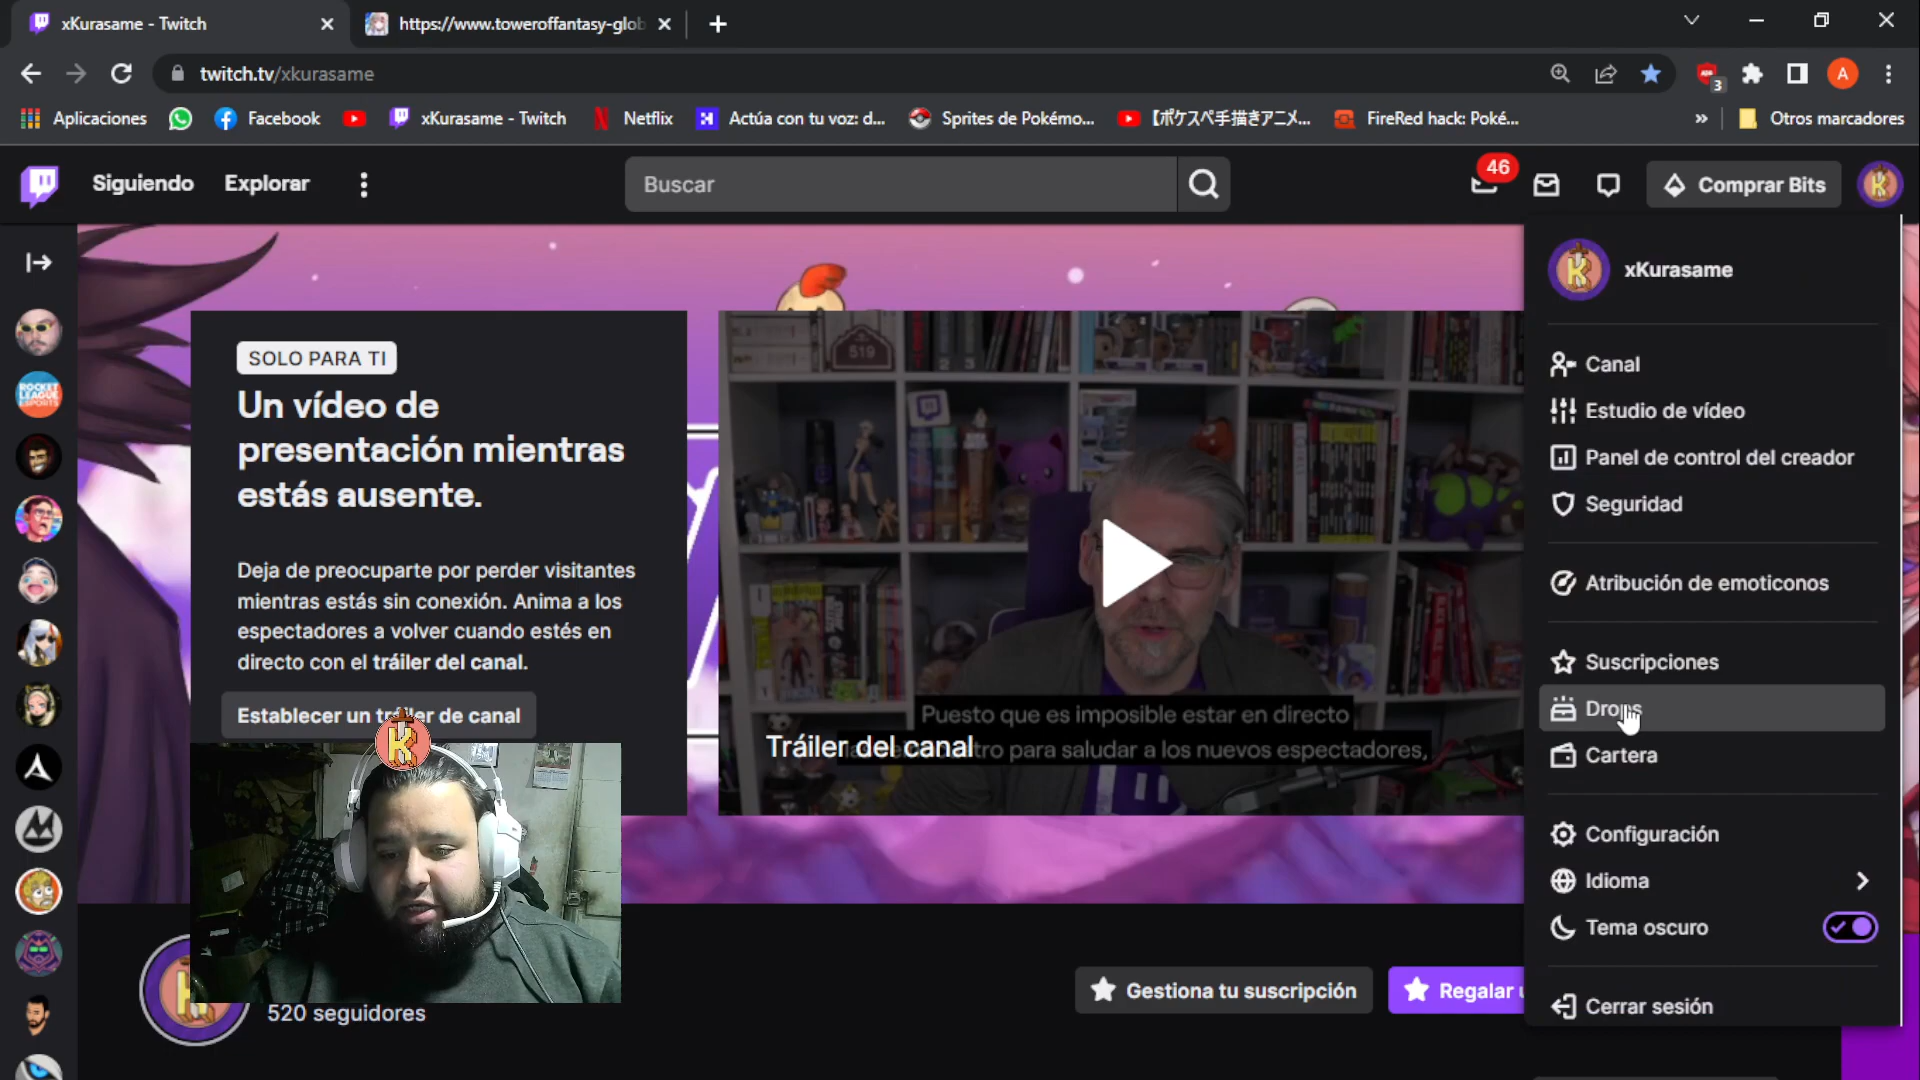 xKurasame - Twitch
https://www.toweroffantasy-glob
twitch.tv/xkurasame
3
A
Aplicaciones
Facebook
xKurasame - Twitch
Netflix
Actúa con tu voz: d...
Sprites de Pokémo...
【ポケスペ手描きアニメ...
FireRed hack: Poké...
»
Otros marcadores
Siguiendo
Explorar
Buscar
46
Comprar Bits
xKurasame
SOLO PARA TI
Un vídeo de
presentación mientras
estás ausente.
Deja de preocuparte por perder visitantes
mientras estás sin conexión. Anima a los
espectadores a volver cuando estés en
directo con el tráiler del canal.
Establecer un tráiler de canal
519
Puesto que es imposible estar en directo
Tráiler del canal
para saludar a los nuevos espectadores,
Canal
Estudio de vídeo
Panel de control del creador
Seguridad
Atribución de emoticonos
Suscripciones
Drops
Cartera
Configuración
Idioma
Tema oscuro
Cerrar sesión
ROCKET
LEAGUE
ESPORTS
520 seguidores
Gestiona tu suscripción
Regalar